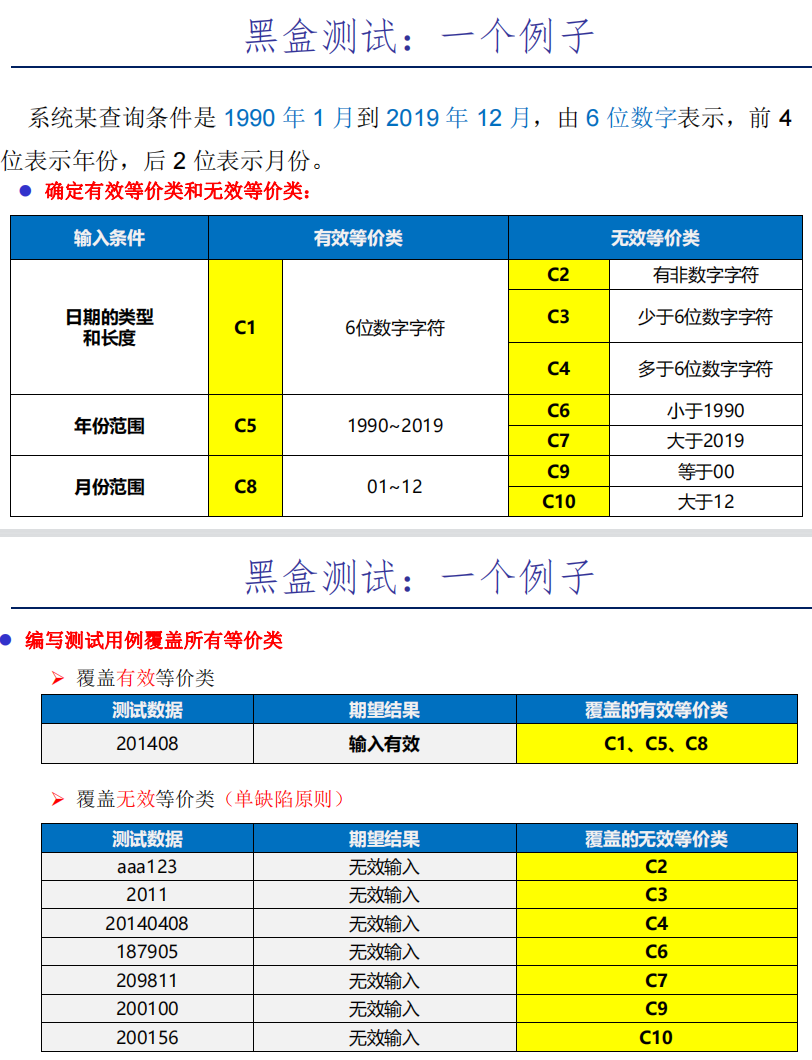 黑盒测试：一个例子
系统某查询条件是 1990 年 1 月到 2019 年 12 月，由 6 位数字表示，前 4
位表示年份，后 2 位表示月份。
确定有效等价类和无效等价类：
输入条件 有效等价类 无效等价类
日期的类型
和长度
C1 6位数字字符
C2 有非数字字符
C3 少于6位数字字符
C4 多于6位数字字符
年份范围 C5 1990~2019
C6 小于1990
C7 大于2019
月份范围 C8 01~12
C9 等于00
C10 大于12
黑盒测试：一个例子
编写测试用例覆盖所有等价类
覆盖有效等价类
测试数据 期望结果 覆盖的有效等价类
201408 输入有效 C1、C5、C8
覆盖无效等价类（单缺陷原则）
测试数据 期望结果 覆盖的无效等价类
aaa123 无效输入 C2
2011 无效输入 C3
20140408 无效输入 C4
187905 无效输入 C6
209811 无效输入 C7
200100 无效输入 C9
200156 无效输入 C10